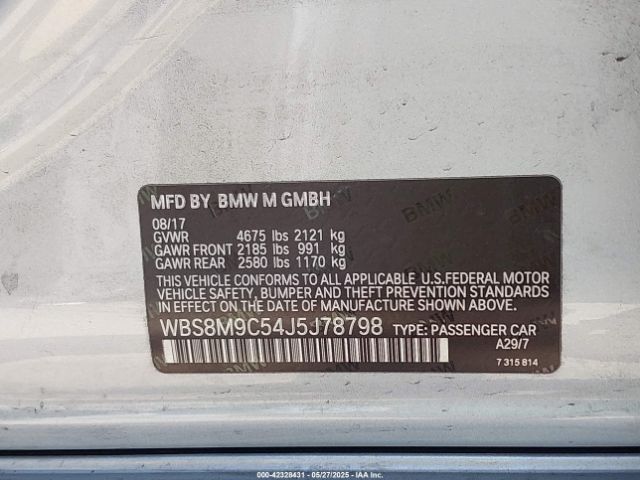 MFD BY BMW M GMBH
08/17
GVWR 4675 lbs 2121 kg
GAWR FRONT 2185 lbs 991 kg
GAWR REAR 2580 lbs 1170 kg
THIS VEHICLE CONFORMS TO ALL APPLICABLE U.S.FEDERAL MOTOR
VEHICLE SAFETY, BUMPER AND THEFT PREVENTION STANDARDS
IN EFFECT ON THE DATE OF MANUFACTURE SHOWN ABOVE.
WBS8M9C54J5J78798 TYPE: PASSENGER CAR
A29/7
7 315 814
BMW
BMW
000-42328431 - 05/27/2025 - IAA Inc.